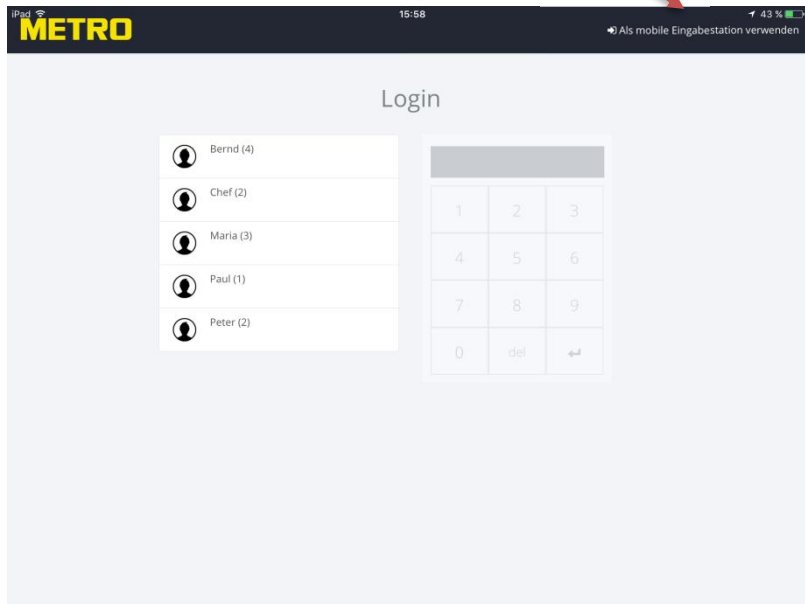 iPad 15:58 43 %
METRO
Als mobile Eingabestation verwenden
Login
Bernd (4)
Chef (2)
Maria (3)
Paul (1)
Peter (2)
1 2 3
4 5 6
7 8 9
0 del